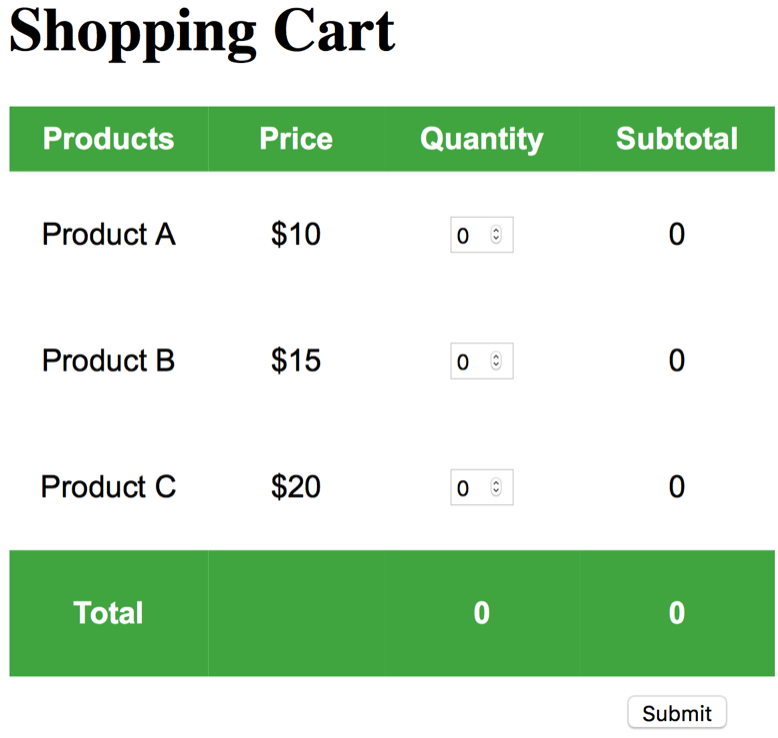 Shopping Cart
Products Price Quantity Subtotal
Product A $10 0 0
Product B $15 0 0
Product C $20 0 0
Total 0 0
Submit